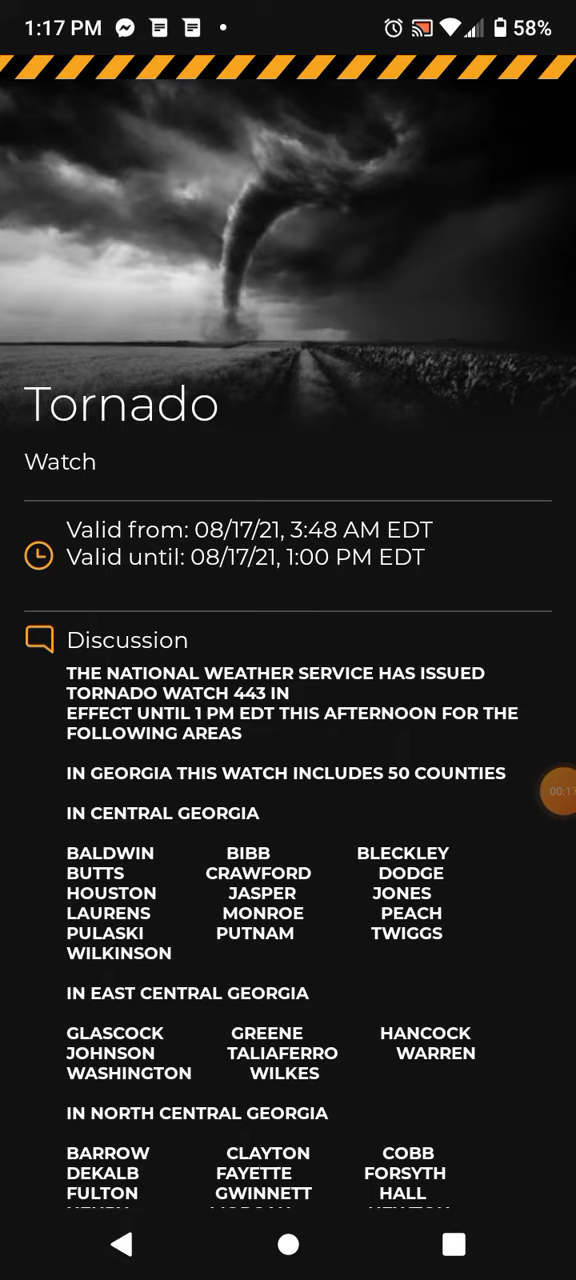 1:17 PM 58%
Tornado
Watch
Valid from: 08/17/21, 3:48 AM EDT
Valid until: 08/17/21, 1:00 PM EDT
Discussion
THE NATIONAL WEATHER SERVICE HAS ISSUED
TORNADO WATCH 443 IN
EFFECT UNTIL 1 PM EDT THIS AFTERNOON FOR THE
FOLLOWING AREAS
IN GEORGIA THIS WATCH INCLUDES 50 COUNTIES
IN CENTRAL GEORGIA
BALDWIN BIBB BLECKLEY
BUTTS CRAWFORD DODGE
HOUSTON JASPER JONES
LAURENS MONROE PEACH
PULASKI PUTNAM TWIGGS
WILKINSON
IN EAST CENTRAL GEORGIA
GLASCOCK GREENE HANCOCK
JOHNSON TALIAFERRO WARREN
WASHINGTON WILKES
IN NORTH CENTRAL GEORGIA
BARROW CLAYTON COBB
DEKALB FAYETTE FORSYTH
FULTON GWINNETT HALL